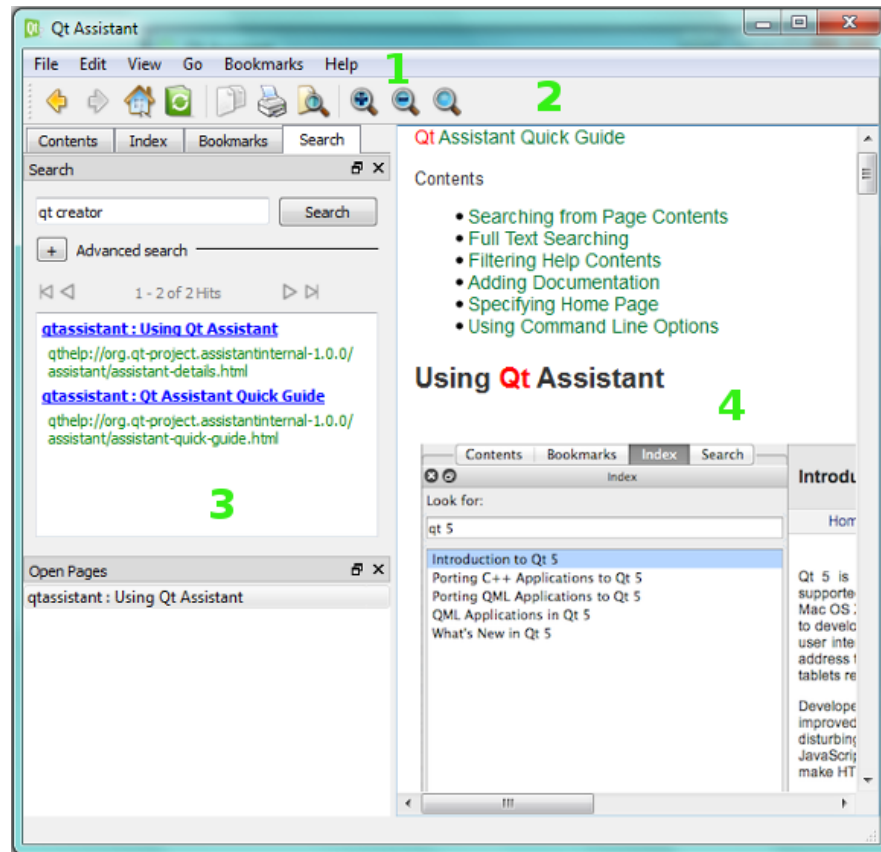 Qt Assistant
File Edit View Go Bookmarks Help
1
2
Contents Index Bookmarks Search
Search
qt creator Search
+ Advanced search
1 - 2 of 2 Hits
qtassistant : Using Qt Assistant
qthelp://org.qt-project.assistantinternal-1.0.0/
assistant/assistant-details.html
qtassistant : Qt Assistant Quick Guide
qthelp://org.qt-project.assistantinternal-1.0.0/
assistant/assistant-quick-guide.html
3
Open Pages
qtassistant : Using Qt Assistant
Qt Assistant Quick Guide
Contents
• Searching from Page Contents
• Full Text Searching
• Filtering Help Contents
• Adding Documentation
• Specifying Home Page
• Using Command Line Options
Using Qt Assistant
4
Contents Bookmarks Index Search
Index
Look for:
qt 5
Introduction to Qt 5
Porting C++ Applications to Qt 5
Porting QML Applications to Qt 5
QML Applications in Qt 5
What's New in Qt 5
Introdu
Hom
Qt 5 is
supporte
Mac OS
to develo
user inte
address
tablets re
Develope
improved
disturbing
JavaScrip
make HT